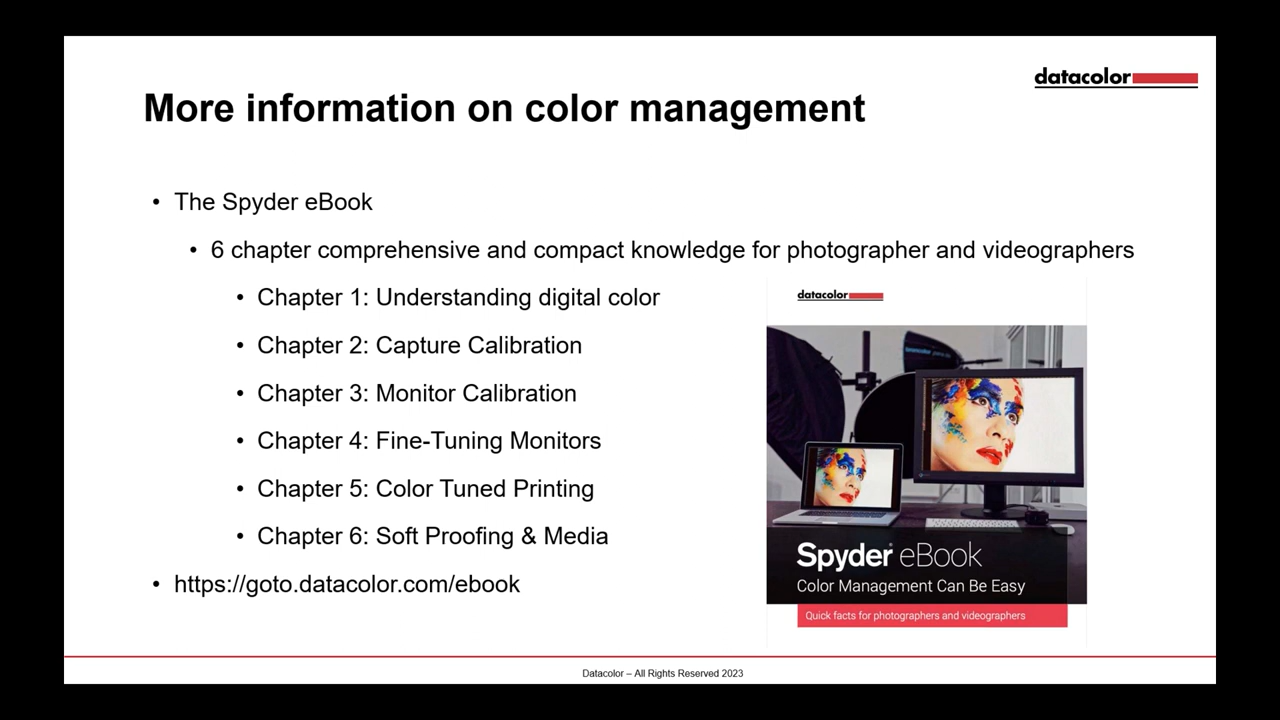 datacolor
More information on color management
• The Spyder eBook
• 6 chapter comprehensive and compact knowledge for photographer and videographers
• Chapter 1: Understanding digital color
• Chapter 2: Capture Calibration
• Chapter 3: Monitor Calibration
• Chapter 4: Fine-Tuning Monitors
• Chapter 5: Color Tuned Printing
• Chapter 6: Soft Proofing & Media
• https://goto.datacolor.com/ebook
datacolor
Spyder eBook
Color Management Can Be Easy
Quick facts for photographers and videographers
Datacolor – All Rights Reserved 2023